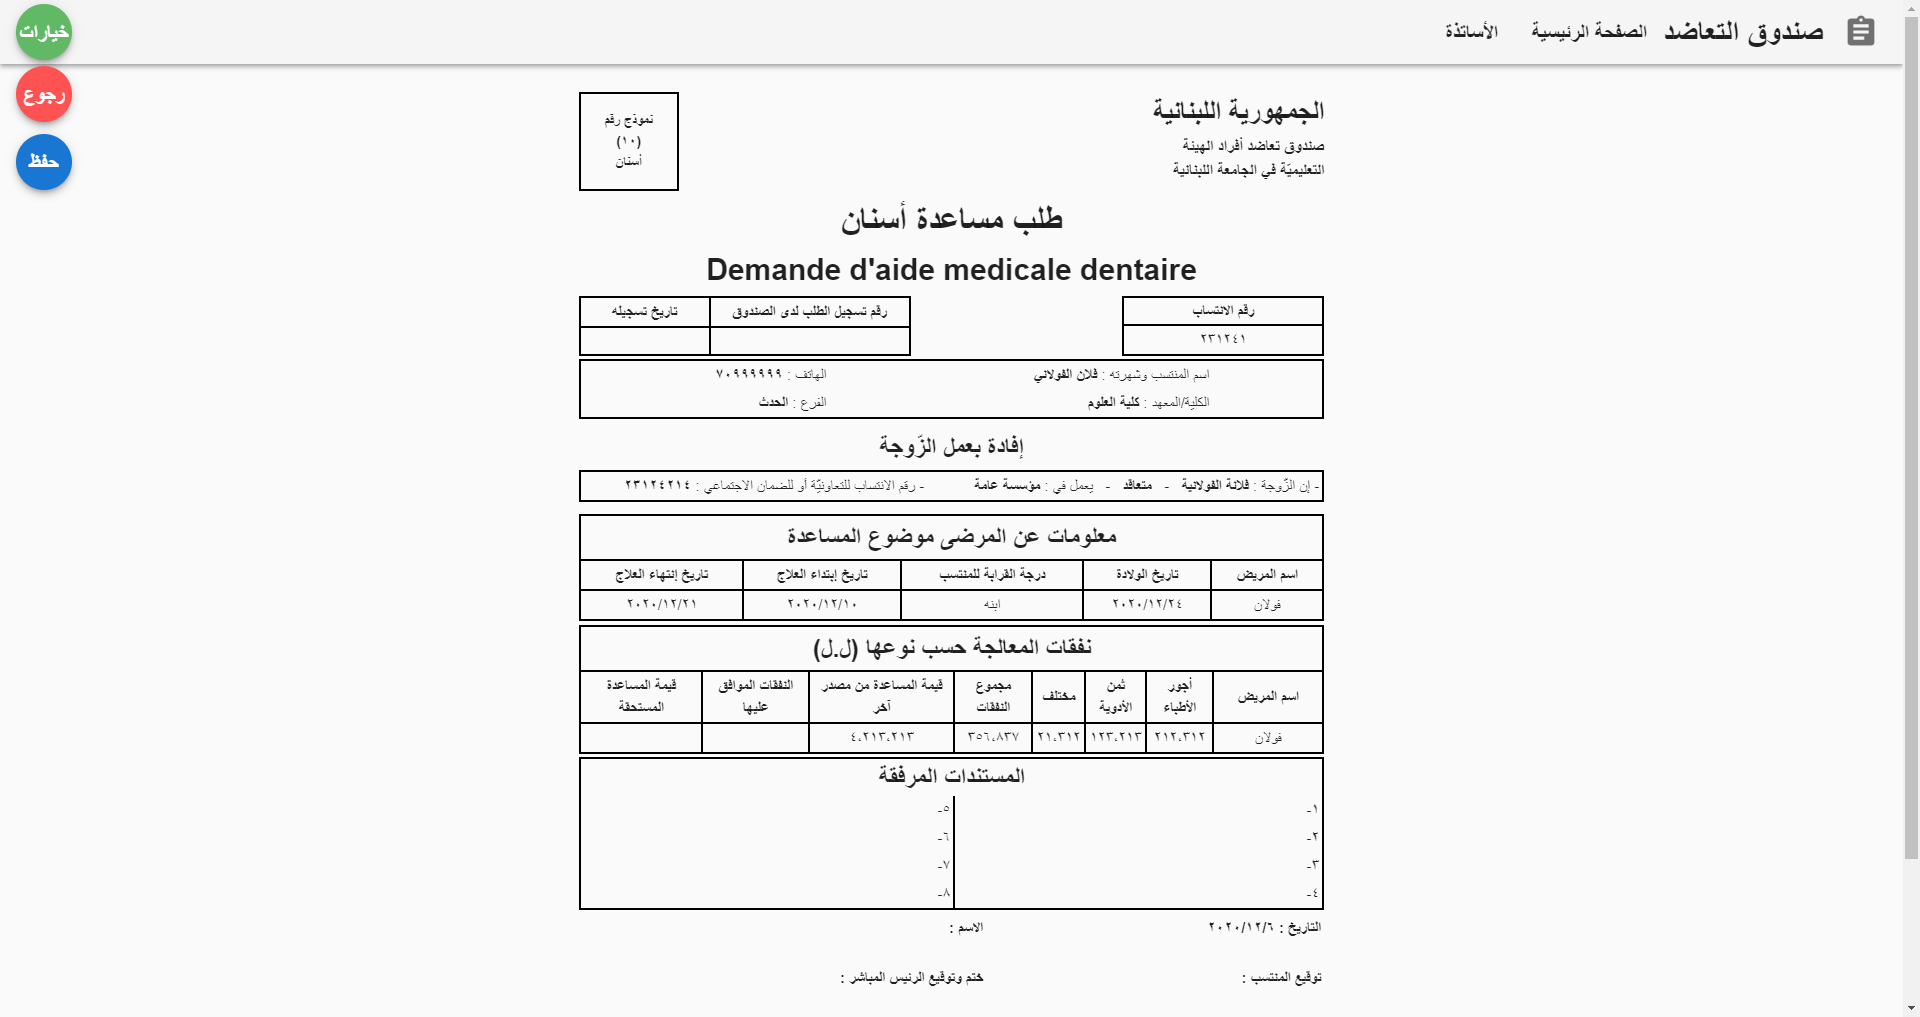 صندوق التعاضد الصفحة الرئيسية الأساتذة
خيارات
رجوع
حفظ
الجمهورية اللبنانية
صندوق تعاضد أفراد الهيئة
التعليميّة في الجامعة اللبنانية
نموذج رقم
(١٠)
أسنان
طلب مساعدة أسنان
Demande d'aide medicale dentaire
رقم الانتساب
٢٣١٢٤١
رقم تسجيل الطلب لدى الصندوق تاريخ تسجيله
اسم المنتسب وشهرته : فلان الفولاني الهاتف : ٧٠٩٩٩٩٩٩
الكلية/المعهد : كلية العلوم الفرع : الحدث
إفادة بعمل الزّوجة
- إن الزّوجة : فلانة الفولانية - متعاقد - يعمل في : مؤسسة عامة - رقم الانتساب للتعاونيّة أو للضمان الاجتماعي : ٢٣١٢٤٢١٤
معلومات عن المرضى موضوع المساعدة
اسم المريض تاريخ الولادة درجة القرابة للمنتسب تاريخ إبتداء العلاج تاريخ إنتهاء العلاج
فولان ٢٠٢٠/١٢/٢٤ ابنه ٢٠٢٠/١٢/١٠ ٢٠٢٠/١٢/٢١
نفقات المعالجة حسب نوعها (ل.ل)
اسم المريض أجور الأطباء ثمن الأدوية مختلف مجموع النفقات قيمة المساعدة من مصدر آخر النفقات الموافق عليها قيمة المساعدة المستحقة
فولان ٢١٢،٣١٢ ١٢٣،٢١٣ ٢١،٣١٢ ٣٥٦،٨٣٧ ٤،٢١٣،٢١٣
المستندات المرفقة
١-
٢-
٣-
٤-
٥-
٦-
٧-
٨-
التاريخ : ٢٠٢٠/١٢/٦ الاسم :
توقيع المنتسب : ختم وتوقيع الرئيس المباشر :